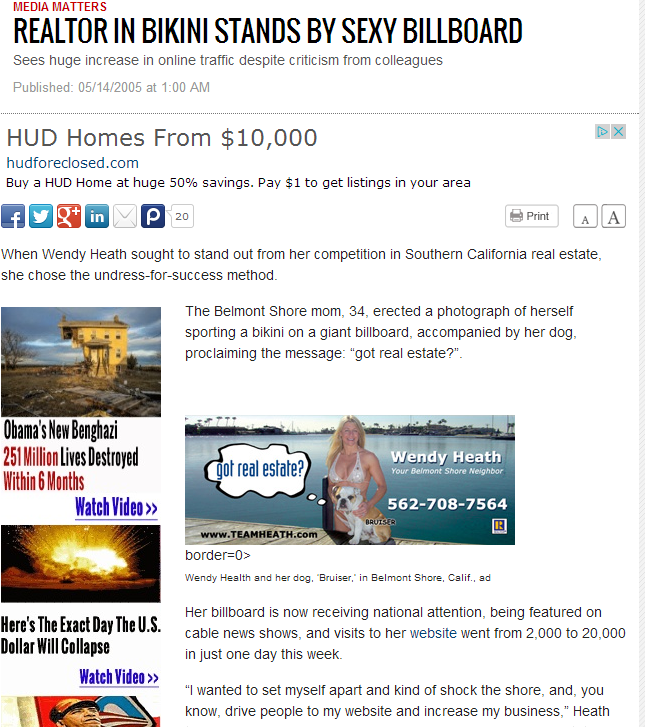 MEDIA MATTERS
REALTOR IN BIKINI STANDS BY SEXY BILLBOARD
Sees huge increase in online traffic despite criticism from colleagues
Published: 05/14/2005 at 1:00 AM
HUD Homes From $10,000
hudforeclosed.com
Buy a HUD Home at huge 50% savings. Pay $1 to get listings in your area
20
Print
A
A
When Wendy Heath sought to stand out from her competition in Southern California real estate,
she chose the undress-for-success method.
The Belmont Shore mom, 34, erected a photograph of herself
sporting a bikini on a giant billboard, accompanied by her dog,
proclaiming the message: “got real estate?”.
got real estate?
Wendy Heath
Your Belmont Shore Neighbor
562-708-7564
BRUISER
www.TEAMHEATH.com
border=0>
Wendy Health and her dog, 'Bruiser,' in Belmont Shore, Calif., ad
Her billboard is now receiving national attention, being featured on
cable news shows, and visits to her website went from 2,000 to 20,000
in just one day this week.
“I wanted to set myself apart and kind of shock the shore, and, you
know, drive people to my website and increase my business,” Heath
Obama's New Benghazi
251 Million Lives Destroyed
Within 6 Months
Watch Video >>
Here's The Exact Day The U.S.
Dollar Will Collapse
Watch Video >>